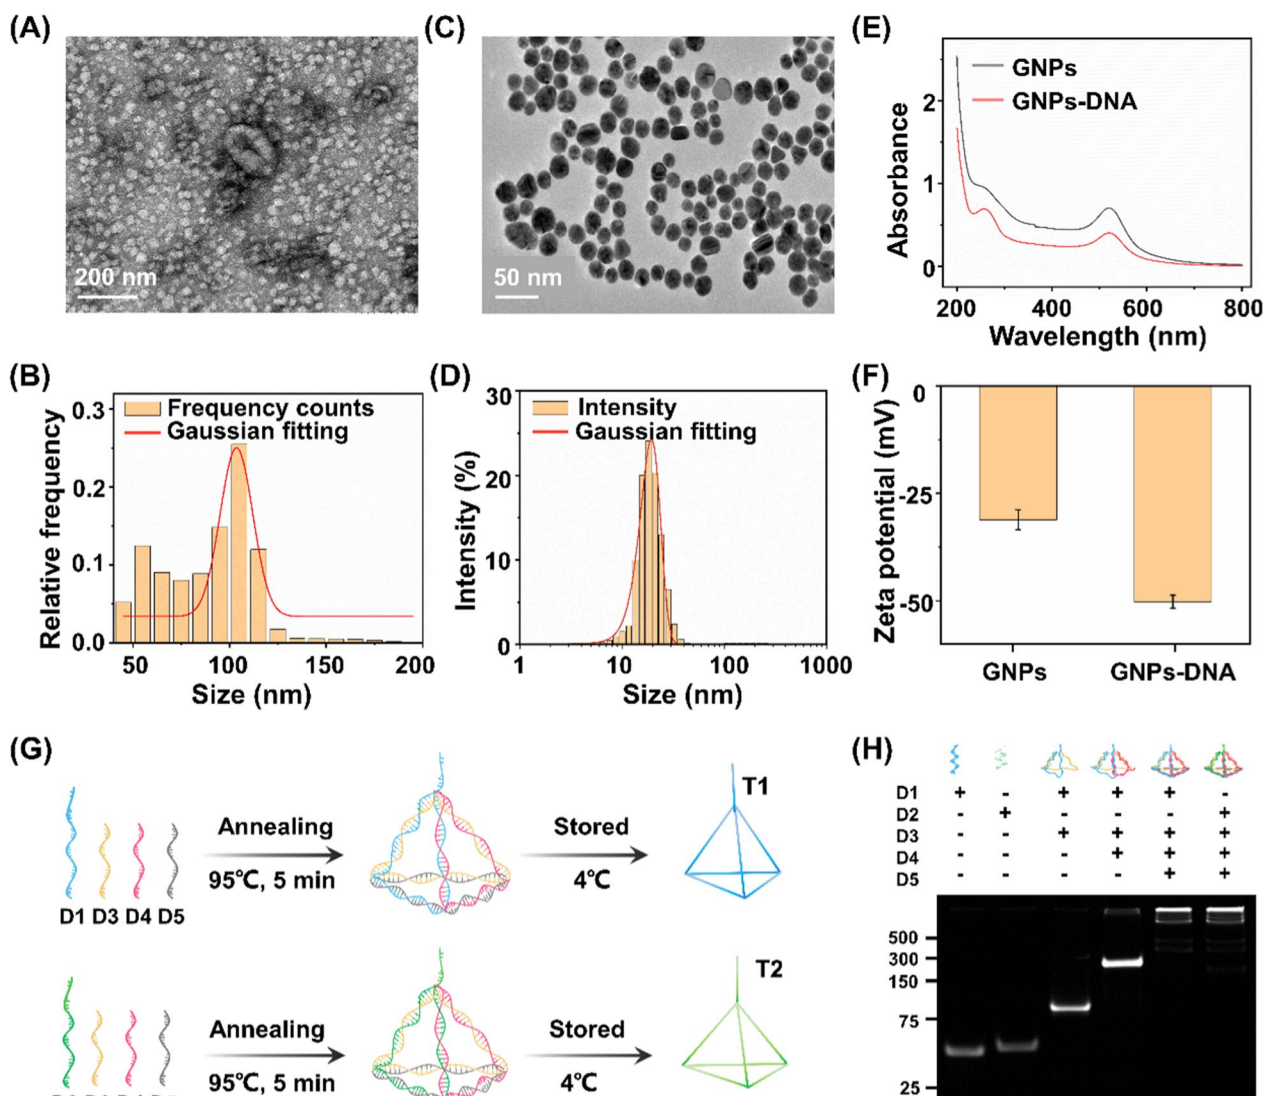 (A)
200 nm
(C)
50 nm
(E)
GNPs
GNPs-DNA
2
1
0
Absorbance
200 400 600 800
Wavelength (nm)
(B)
Frequency counts
Gaussian fitting
0.3
0.2
0.1
0.0
Relative frequency
50 100 150 200
Size (nm)
(D)
Intensity
Gaussian fitting
30
20
10
0
Intensity (%)
1 10 100 1000
Size (nm)
(F)
0
-25
-50
Zeta potential (mV)
GNPs GNPs-DNA
(G)
D1 D3 D4 D5
Annealing
95℃, 5 min
Stored
4℃
T1
Annealing
95℃, 5 min
Stored
4℃
T2
(H)
D1 + - + + + -
D2 - + - - - +
D3 - - + + + +
D4 - - - + + +
D5 - - - - + +
500
300
150
75
25